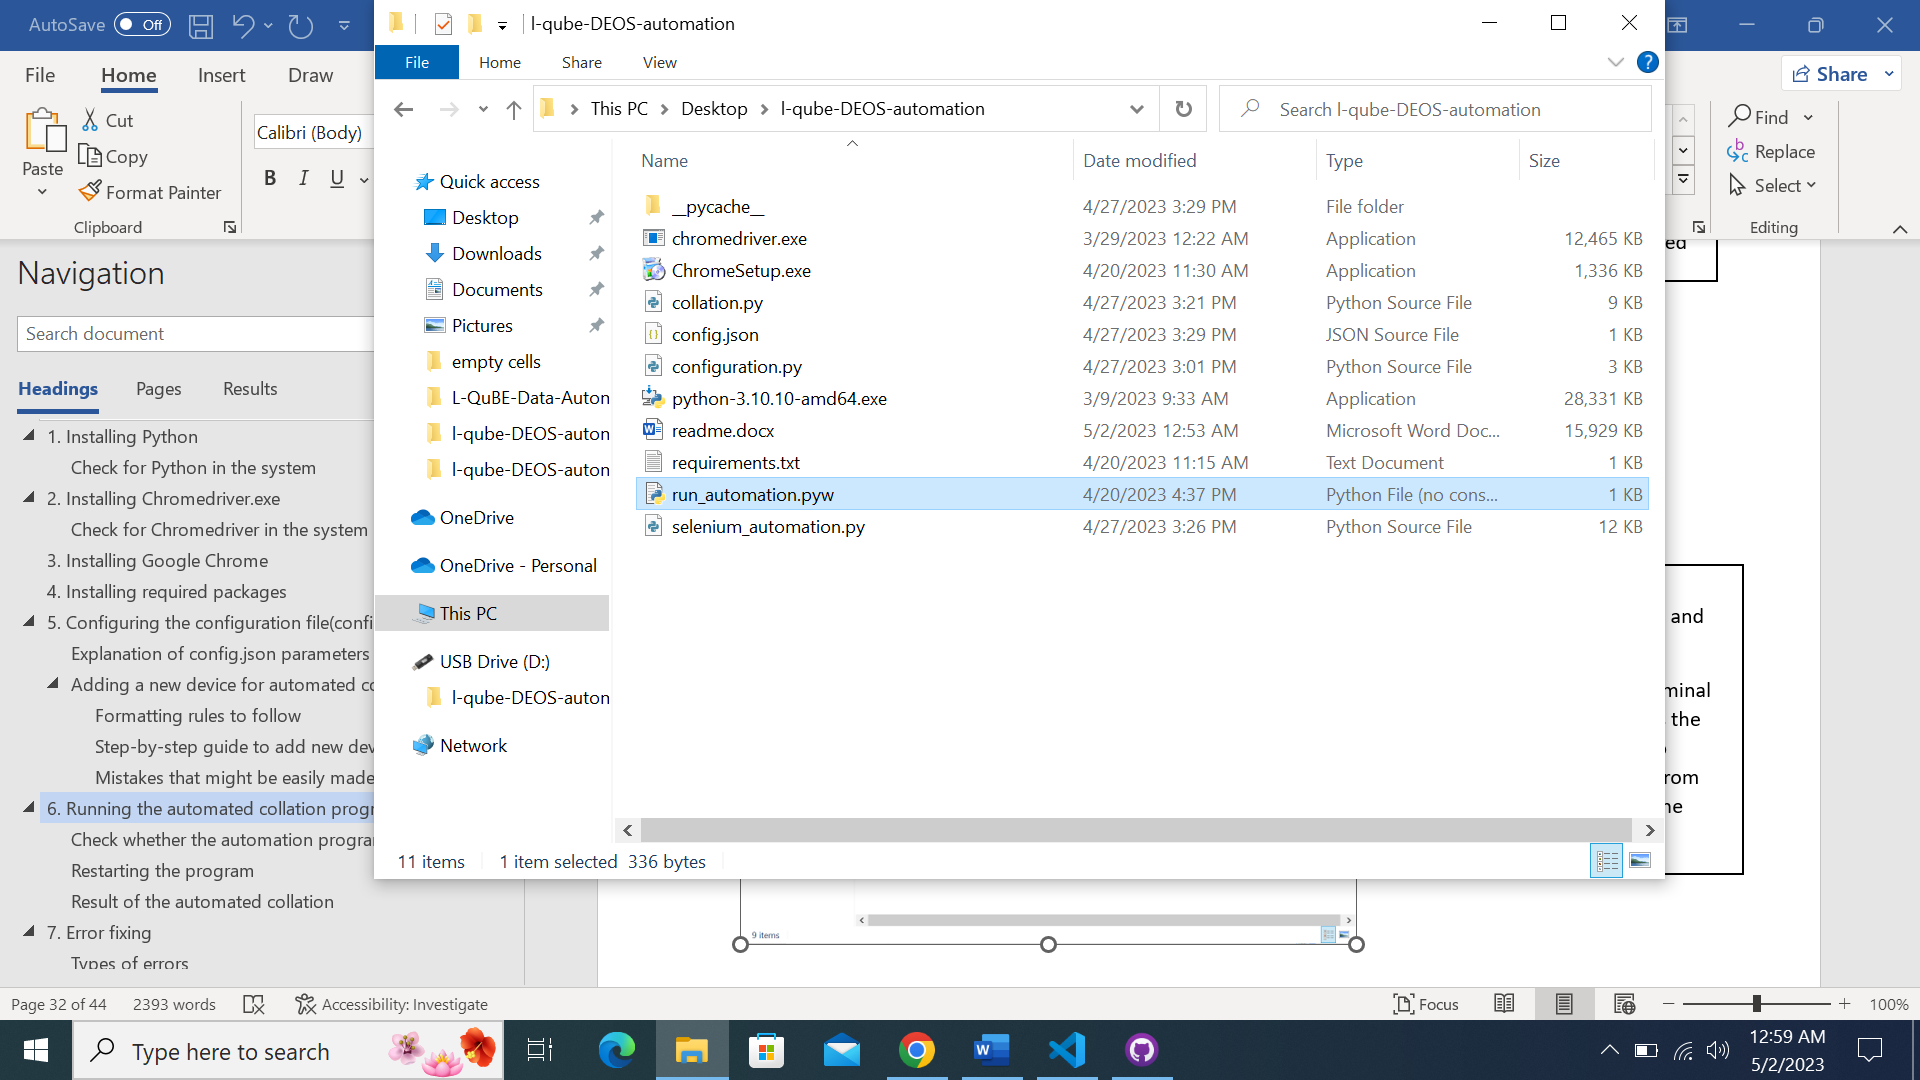 AutoSave Off
File Home Insert Draw
Share
Paste
Cut
Copy
Format Painter
Clipboard
Calibri (Body)
B I U
Find
Replace
Select
Editing
Navigation
Search document
Headings Pages Results
1. Installing Python
Check for Python in the system
2. Installing Chromedriver.exe
Check for Chromedriver in the system
3. Installing Google Chrome
4. Installing required packages
5. Configuring the configuration file(confi
Explanation of config.json parameters
Adding a new device for automated co
Formatting rules to follow
Step-by-step guide to add new dev
Mistakes that might be easily made
6. Running the automated collation progr
Check whether the automation program
Restarting the program
Result of the automated collation
7. Error fixing
Types of errors
l-qube-DEOS-automation
File Home Share View
?
This PC Desktop l-qube-DEOS-automation
Search l-qube-DEOS-automation
Quick access
Desktop
Downloads
Documents
Pictures
empty cells
L-QuBE-Data-Autom
l-qube-DEOS-autom
l-qube-DEOS-autom
OneDrive
OneDrive - Personal
This PC
USB Drive (D:)
l-qube-DEOS-autom
Network
Name Date modified Type Size
__pycache__ 4/27/2023 3:29 PM File folder
chromedriver.exe 3/29/2023 12:22 AM Application 12,465 KB
ChromeSetup.exe 4/20/2023 11:30 AM Application 1,336 KB
collation.py 4/27/2023 3:21 PM Python Source File 9 KB
config.json 4/27/2023 3:29 PM JSON Source File 1 KB
configuration.py 4/27/2023 3:01 PM Python Source File 3 KB
python-3.10.10-amd64.exe 3/9/2023 9:33 AM Application 28,331 KB
readme.docx 5/2/2023 12:53 AM Microsoft Word Doc... 15,929 KB
requirements.txt 4/20/2023 11:15 AM Text Document 1 KB
run_automation.pyw 4/20/2023 4:37 PM Python File (no cons... 1 KB
selenium_automation.py 4/27/2023 3:26 PM Python Source File 12 KB
11 items 1 item selected 336 bytes
ed
and
minal
the
rom
9 items
Page 32 of 44 2393 words Accessibility: Investigate Focus 100%
Type here to search
12:59 AM
5/2/2023